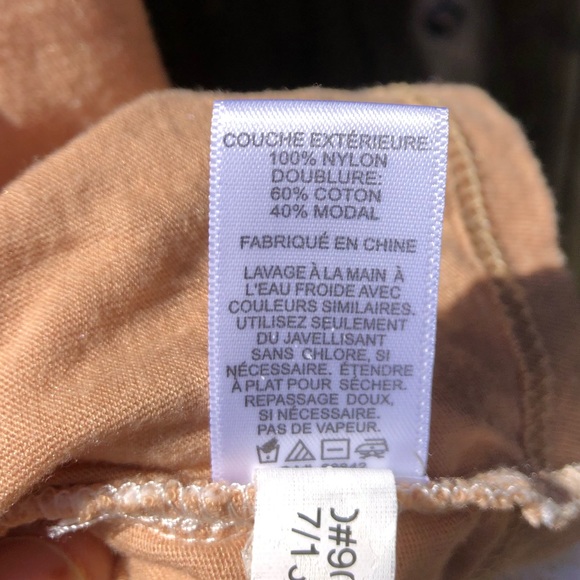 COUCHE EXTÉRIEURE:
100% NYLON
DOUBLURE:
60% COTON
40% MODAL
FABRIQUÉ EN CHINE
LAVAGE À LA MAIN À
L'EAU FROIDE AVEC
COULEURS SIMILAIRES.
UTILISEZ SEULEMENT
DU JAVELLISANT
SANS CHLORE, SI
NÉCESSAIRE. ÉTENDRE
À PLAT POUR SÉCHER.
REPASSAGE DOUX,
SI NÉCESSAIRE.
PAS DE VAPEUR.